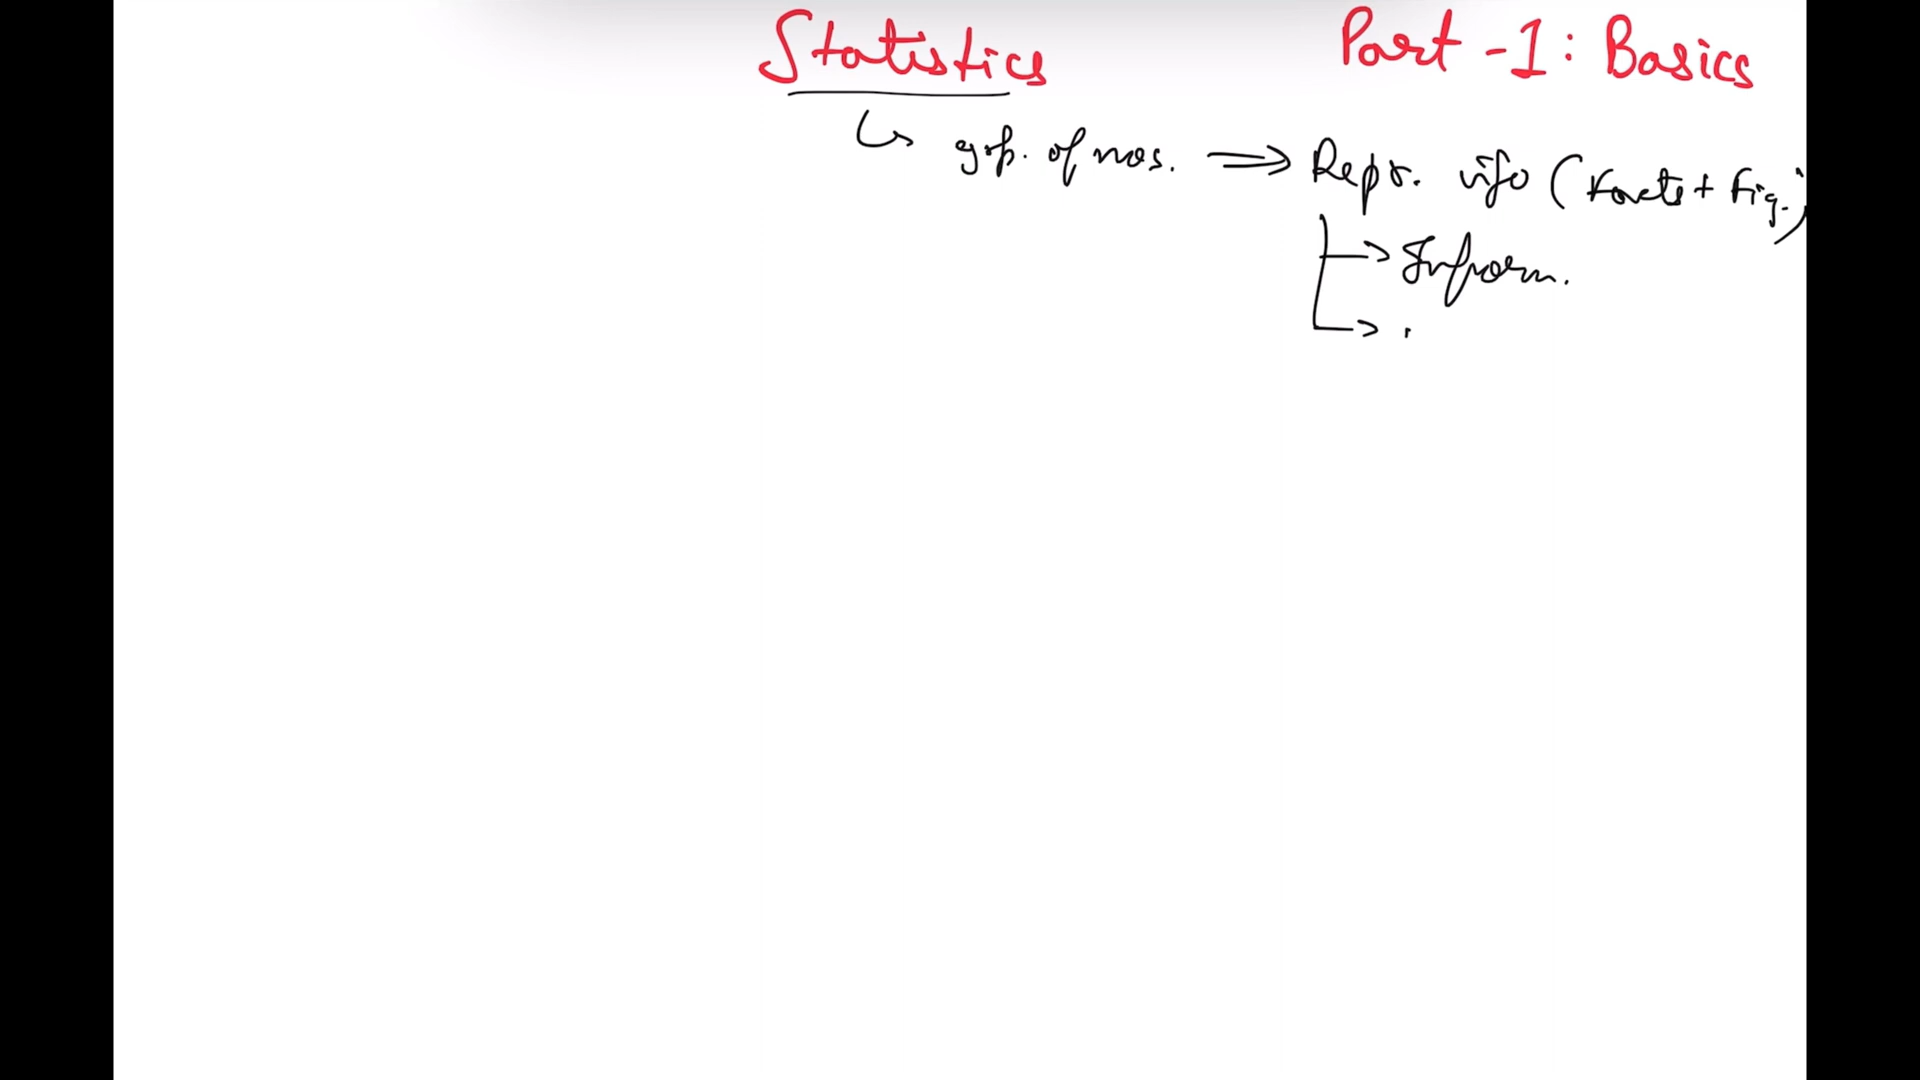 Statistics Part -1: Basics
↳ grp. of nos. ⟹ Repr. info (Facts + Fig.)
→ Inform.
→